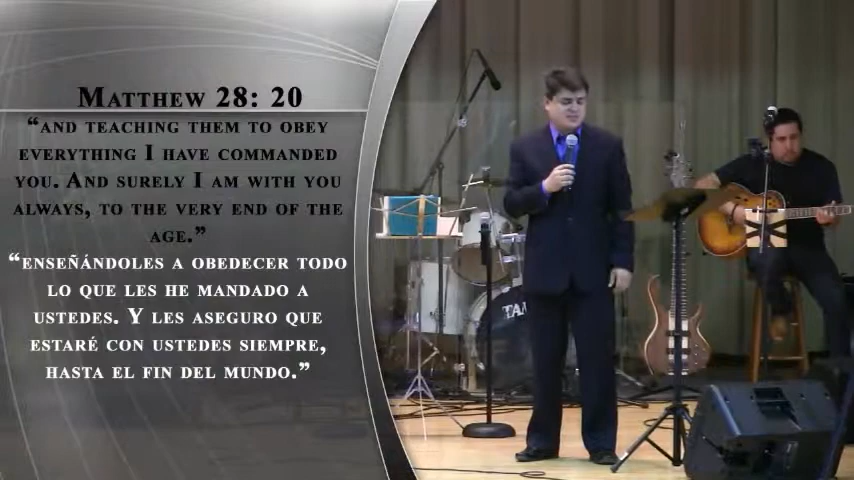 Matthew 28: 20
“and teaching them to obey
everything I have commanded
you. And surely I am with you
always, to the very end of the
age.”
“enseñándoles a obedecer todo
lo que les he mandado a
ustedes. Y les aseguro que
estaré con ustedes siempre,
hasta el fin del mundo.”